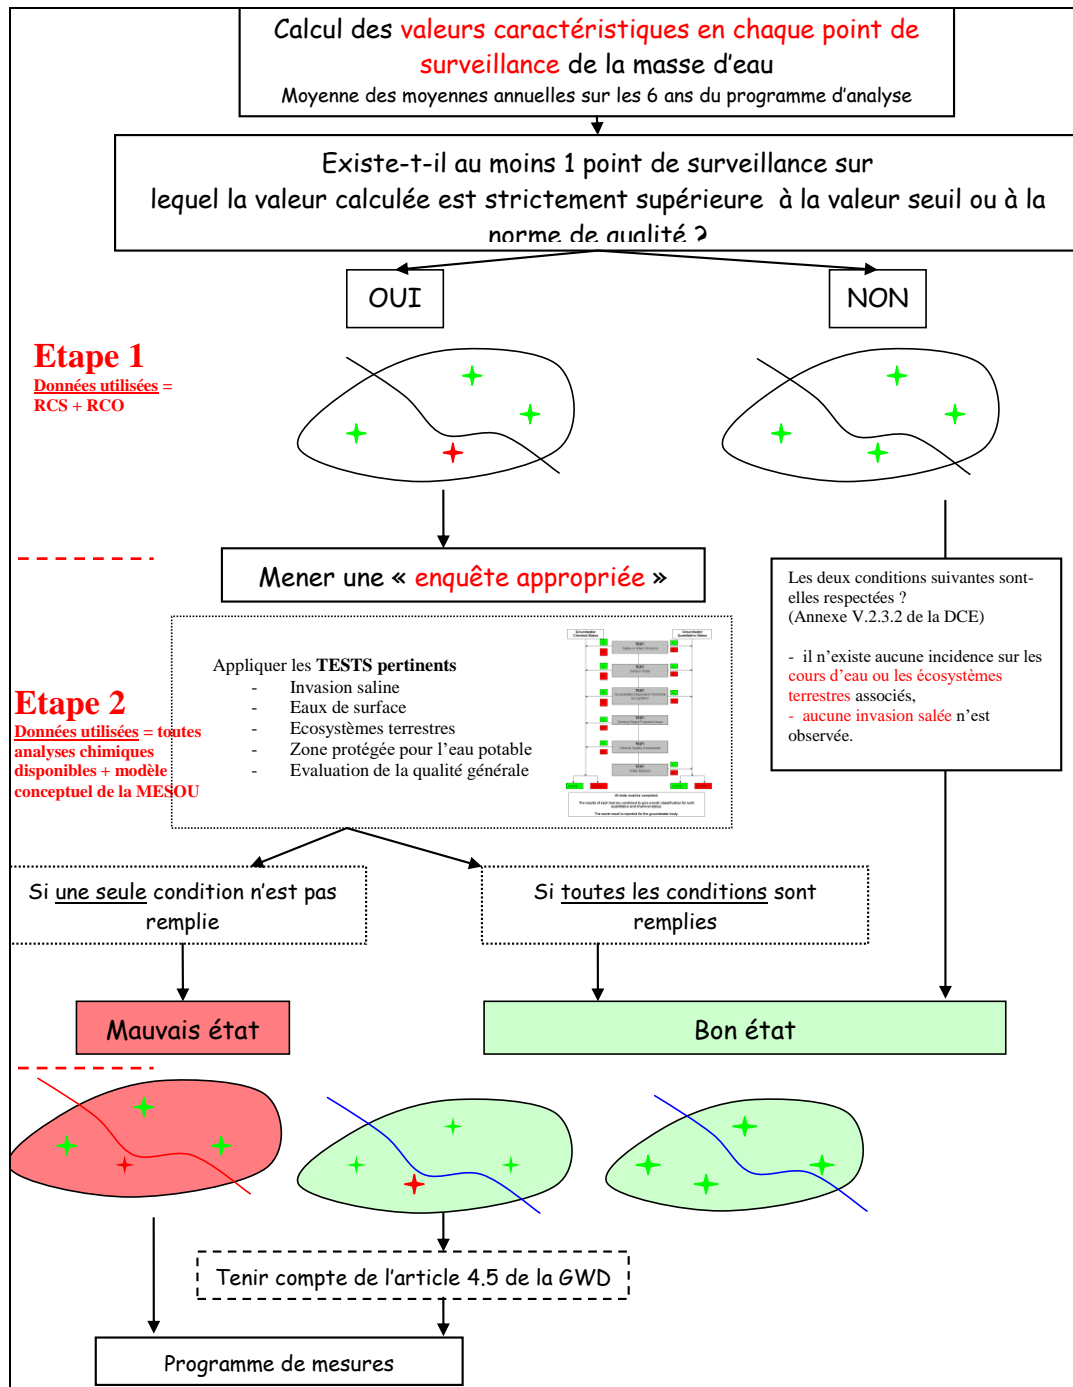 Calcul des valeurs caractéristiques en chaque point de
surveillance de la masse d'eau
Moyenne des moyennes annuelles sur les 6 ans du programme d'analyse
Existe-t-il au moins 1 point de surveillance sur
lequel la valeur calculée est strictement supérieure à la valeur seuil ou à la
norme de qualité ?
OUI
NON
Etape 1
Données utilisées =
RCS + RCO
Mener une « enquête appropriée »
Les deux conditions suivantes sont-
elles respectées ?
(Annexe V.2.3.2 de la DCE)
- il n'existe aucune incidence sur les
cours d'eau ou les écosystèmes
terrestres associés,
- aucune invasion salée n'est
observée.
Etape 2
Données utilisées = toutes
analyses chimiques
disponibles + modèle
conceptuel de la MESOU
Appliquer les TESTS pertinents
- Invasion saline
- Eaux de surface
- Ecosystèmes terrestres
- Zone protégée pour l'eau potable
- Evaluation de la qualité générale
Si une seule condition n'est pas
remplie
Si toutes les conditions sont
remplies
Mauvais état
Bon état
Tenir compte de l'article 4.5 de la GWD
Programme de mesures